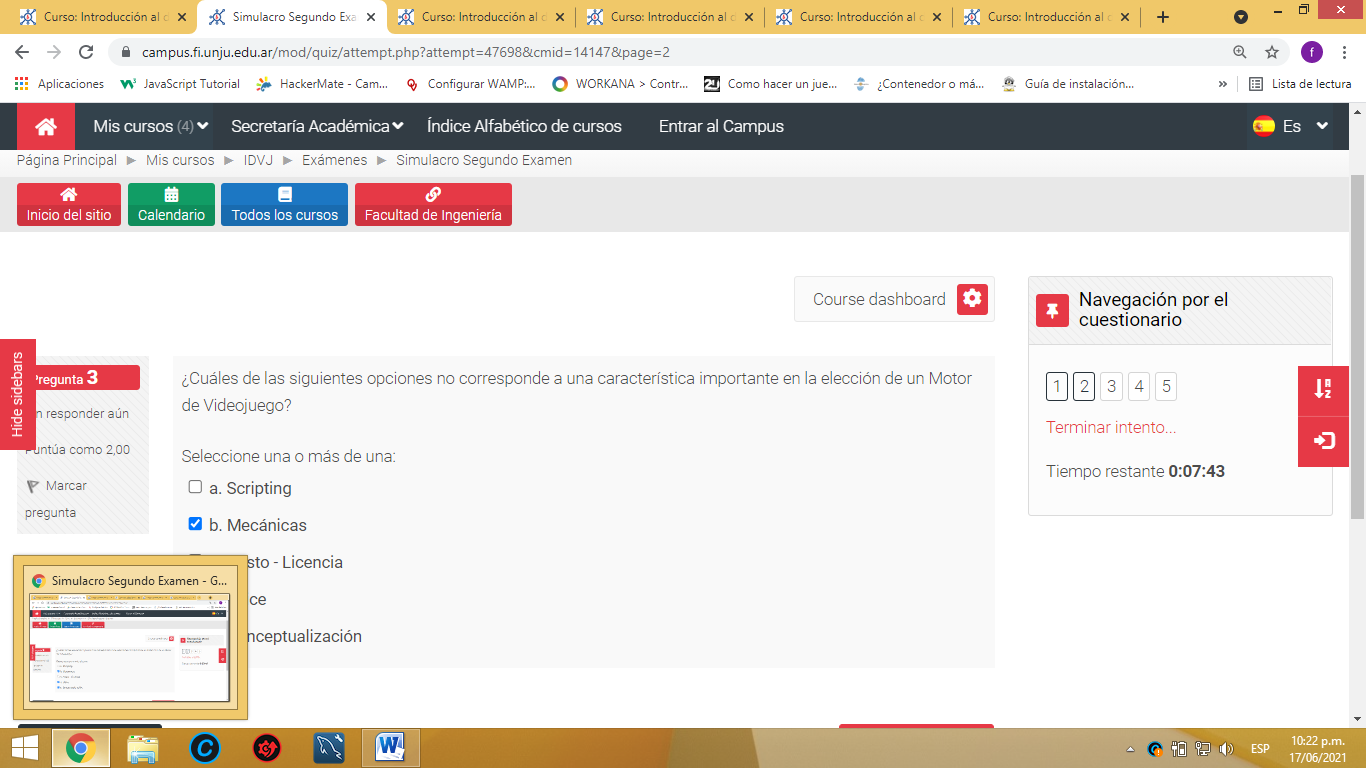 Curso: Introducción al d
Simulacro Segundo Exa
Curso: Introducción al d
Curso: Introducción al d
Curso: Introducción al c
Curso: Introducción al c
campus.fi.unju.edu.ar/mod/quiz/attempt.php?attempt=47698&cmid=14147&page=2
f
Aplicaciones
JavaScript Tutorial
HackerMate - Cam...
Configurar WAMP:...
WORKANA > Contr...
Como hacer un jue...
¿Contenedor o má...
Guía de instalación...
»
Lista de lectura
Mis cursos (4)
Secretaría Académica
Índice Alfabético de cursos
Entrar al Campus
Es
Página Principal ► Mis cursos ► IDVJ ► Exámenes ► Simulacro Segundo Examen
Inicio del sitio
Calendario
Todos los cursos
Facultad de Ingeniería
Course dashboard
Navegación por el
cuestionario
1 2 3 4 5
Terminar intento...
Tiempo restante 0:07:43
Hide sidebars
Pregunta 3
n responder aún
Puntúa como 2,00
Marcar
pregunta
¿Cuáles de las siguientes opciones no corresponde a una característica importante en la elección de un Motor
de Videojuego?
Seleccione una o más de una:
a. Scripting
b. Mecánicas
sto - Licencia
ce
nceptualización
Simulacro Segundo Examen - G...
ESP
10:22 p.m.
17/06/2021